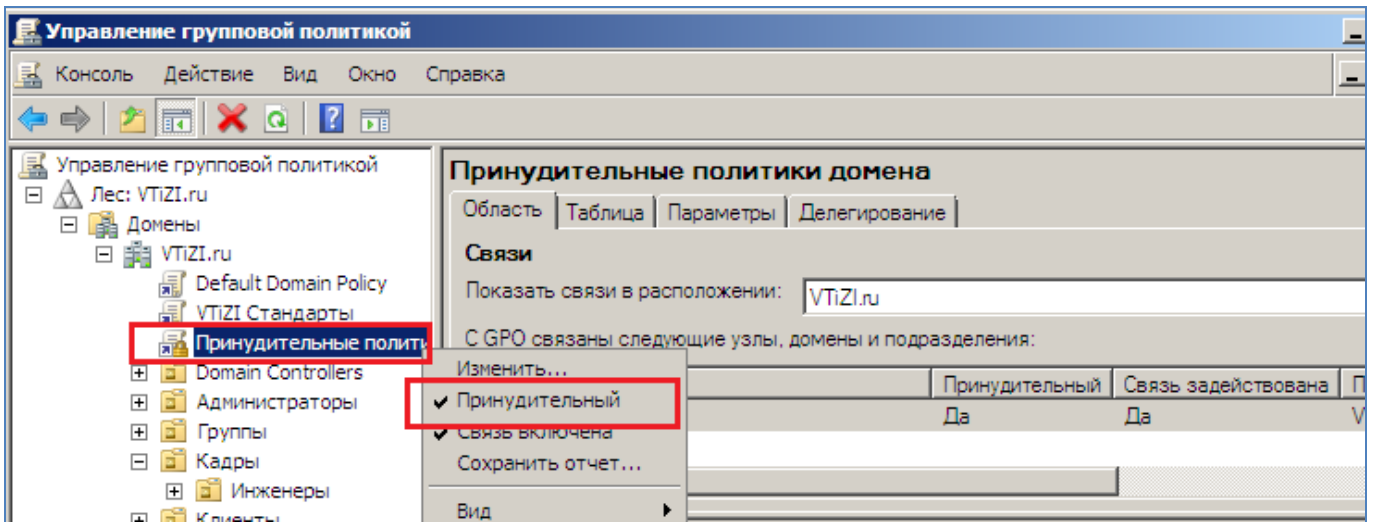 Управление групповой политикой
Консоль Действие Вид Окно Справка
Управление групповой политикой
Лес: VTiZI.ru
Домены
VTiZI.ru
Default Domain Policy
VTiZI Стандарты
Принудительные полити
Domain Controllers
Администраторы
Группы
Кадры
Инженеры
Клиенты
Принудительные политики домена
Область Таблица Параметры Делегирование
Связи
Показать связи в расположении: VTiZI.ru
С GPO связаны следующие узлы, домены и подразделения:
Принудительный Связь задействована П
Да Да V
Изменить...
Принудительный
Связь включена
Сохранить отчет...
Вид